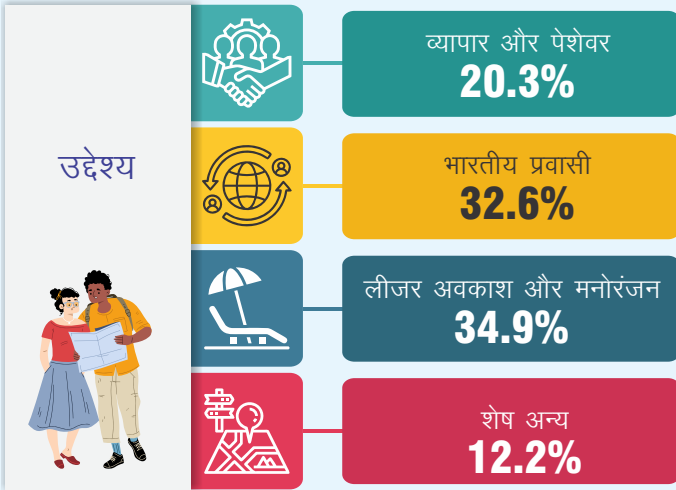 उद्देश्य
व्यापार और पेशेवर
20.3%
भारतीय प्रवासी
32.6%
लीजर अवकाश और मनोरंजन
34.9%
शेष अन्य
12.2%